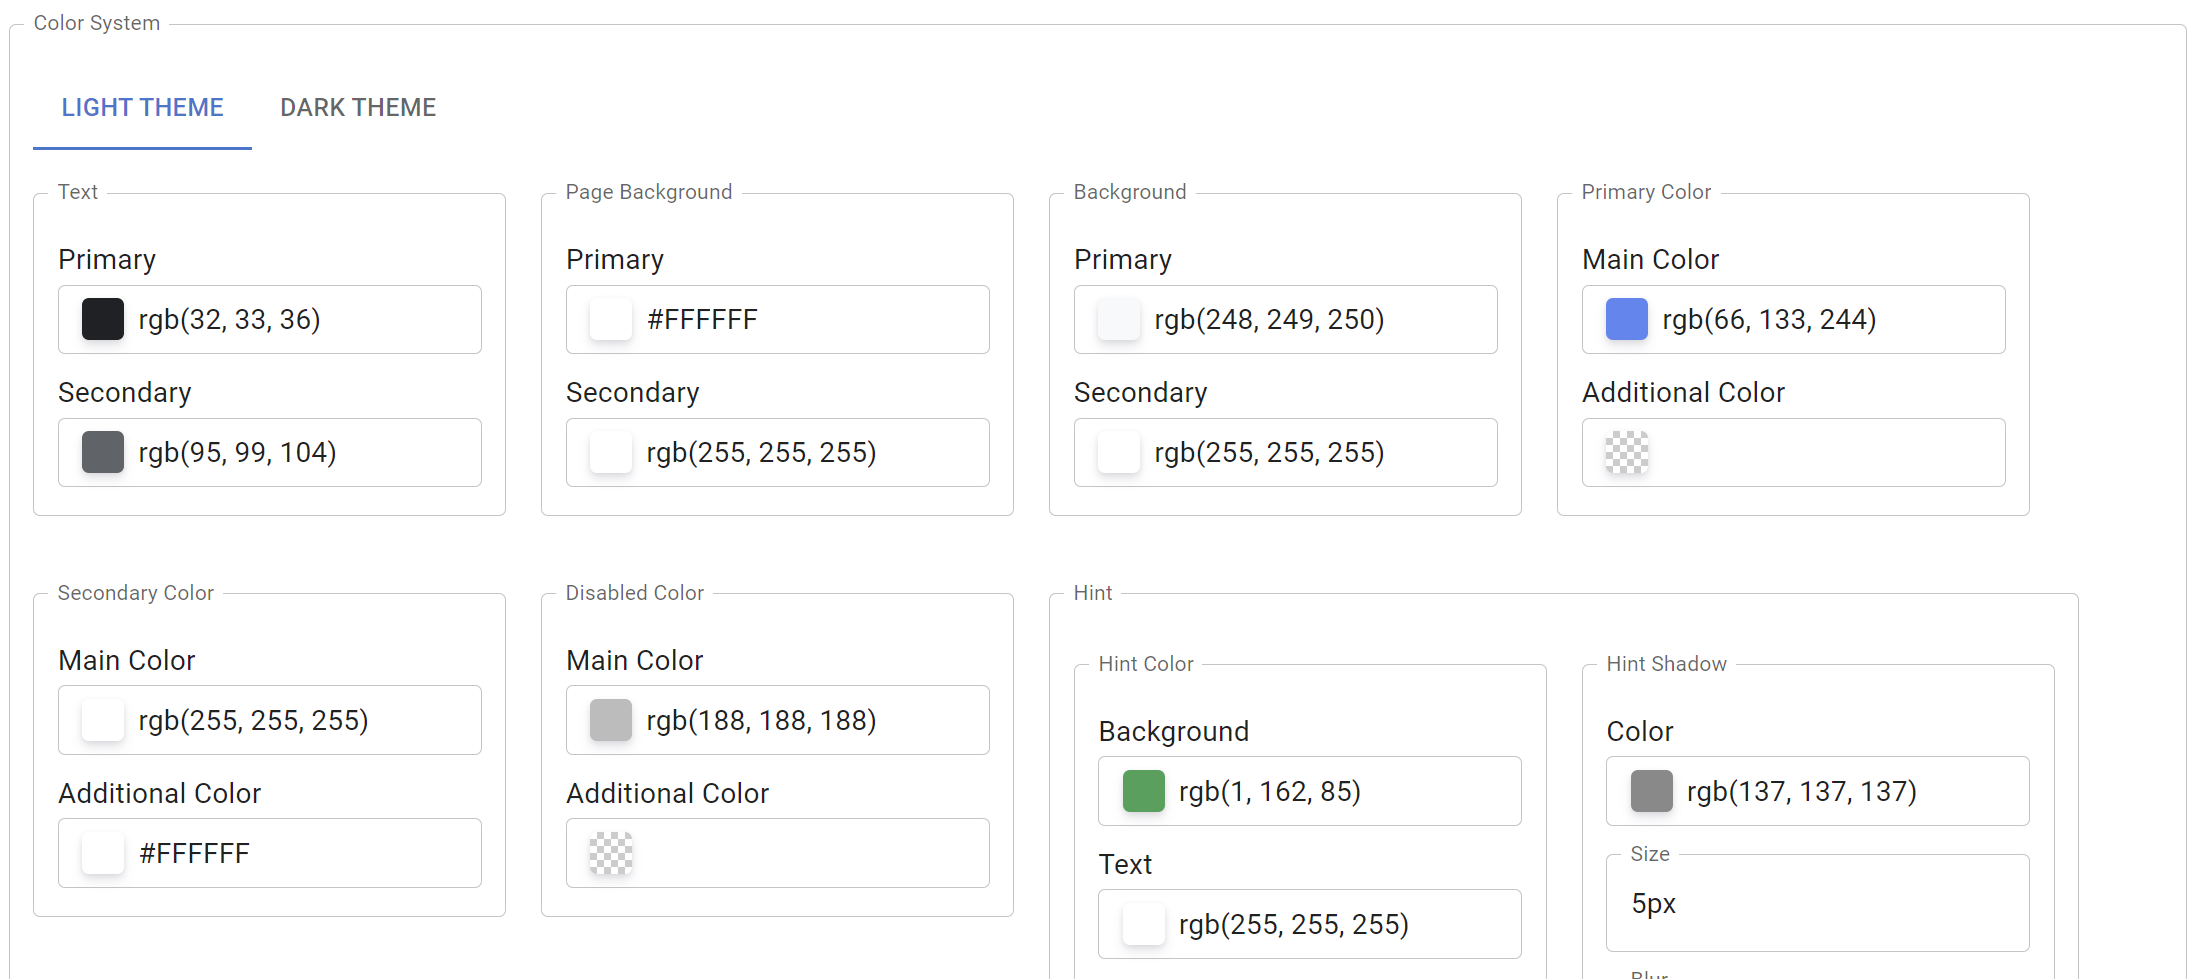 Color System
LIGHT THEME
DARK THEME
Text
Primary
rgb(32, 33, 36)
Secondary
rgb(95, 99, 104)
Page Background
Primary
#FFFFFF
Secondary
rgb(255, 255, 255)
Background
Primary
rgb(248, 249, 250)
Secondary
rgb(255, 255, 255)
Primary Color
Main Color
rgb(66, 133, 244)
Additional Color
Secondary Color
Main Color
rgb(255, 255, 255)
Additional Color
#FFFFFF
Disabled Color
Main Color
rgb(188, 188, 188)
Additional Color
Hint
Hint Color
Background
rgb(1, 162, 85)
Text
rgb(255, 255, 255)
Hint Shadow
Color
rgb(137, 137, 137)
Size
5px
Blur